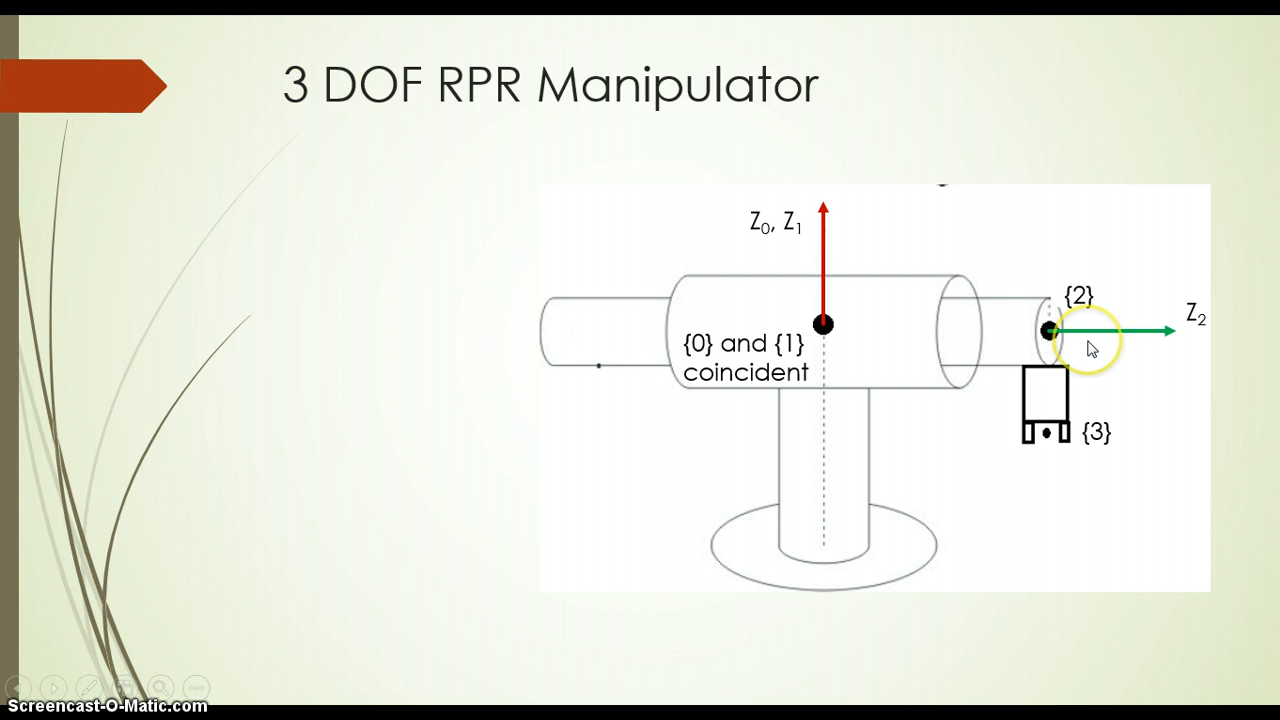 3 DOF RPR Manipulator
Z₀, Z₁
{2}
Z₂
{0} and {1}
coincident
{3}
Screencast-O-Matic.com